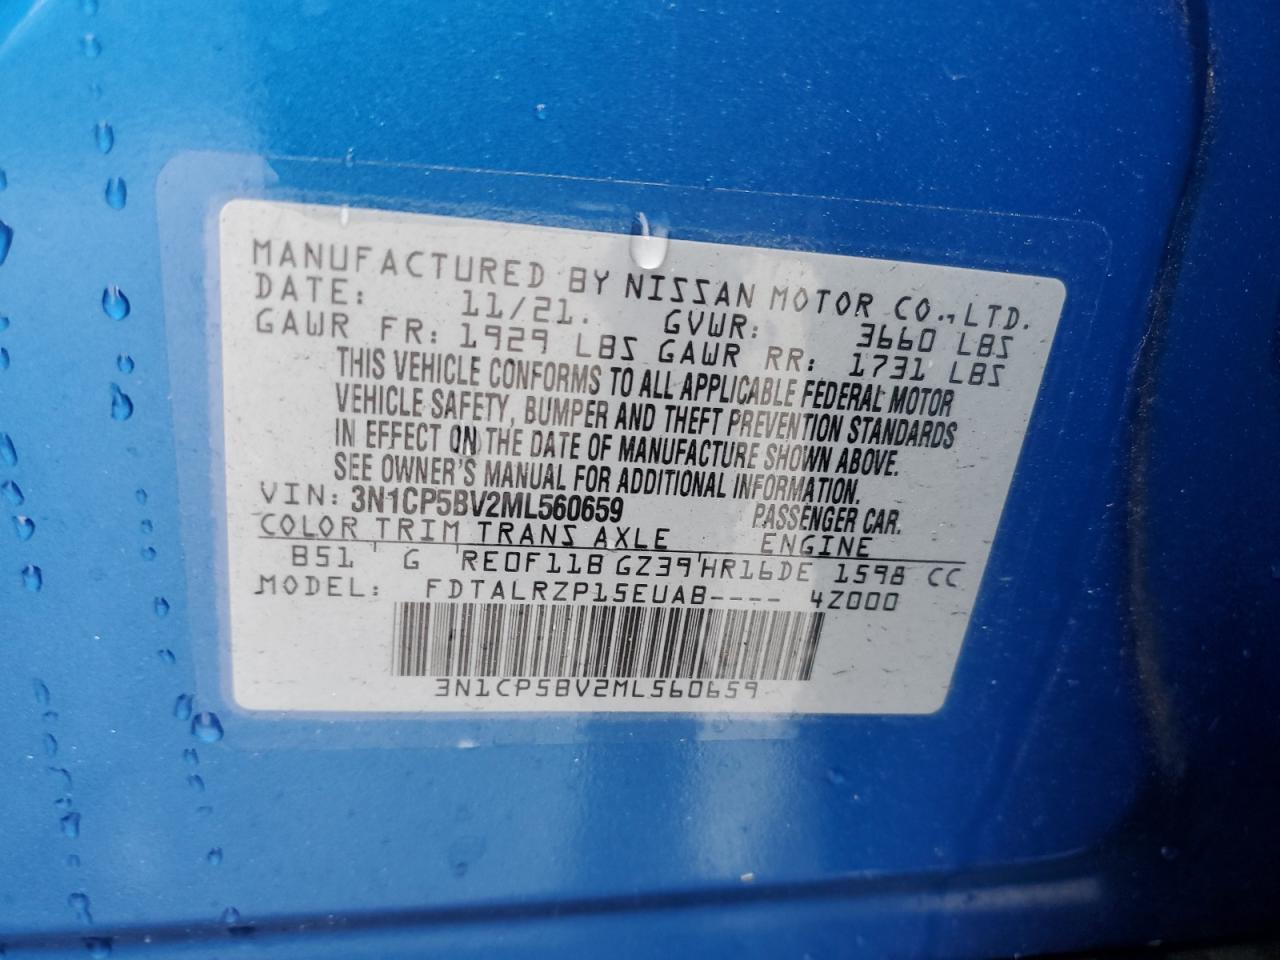 MANUFACTURED BY NISSAN MOTOR CO., LTD.
DATE: 11/21. GVWR: 3660 LBS
GAWR FR: 1929 LBS GAWR RR: 1731 LBS
THIS VEHICLE CONFORMS TO ALL APPLICABLE FEDERAL MOTOR
VEHICLE SAFETY, BUMPER AND THEFT PREVENTION STANDARDS
IN EFFECT ON THE DATE OF MANUFACTURE SHOWN ABOVE.
SEE OWNER'S MANUAL FOR ADDITIONAL INFORMATION.
VIN: 3N1CP5BV2ML560659 PASSENGER CAR.
COLOR TRIM TRANS AXLE ENGINE
B51 G RE0F11B GZ39 HR16DE 1598 CC
MODEL: FDTALRZP15EUAB---- 4Z000
3N1CP5BV2ML560659